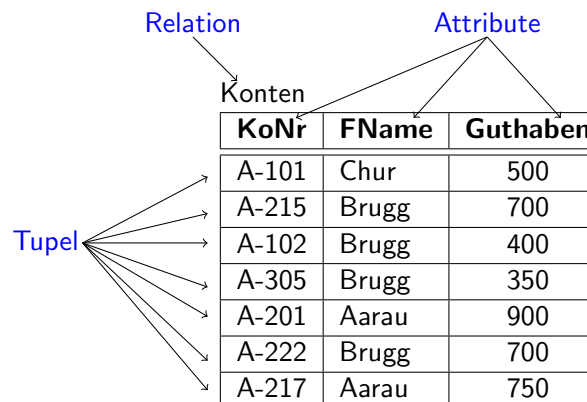 Relation Attribute
Konten
KoNr FName Guthaben
A-101 Chur 500
A-215 Brugg 700
Tupel A-102 Brugg 400
A-305 Brugg 350
A-201 Aarau 900
A-222 Brugg 700
A-217 Aarau 750